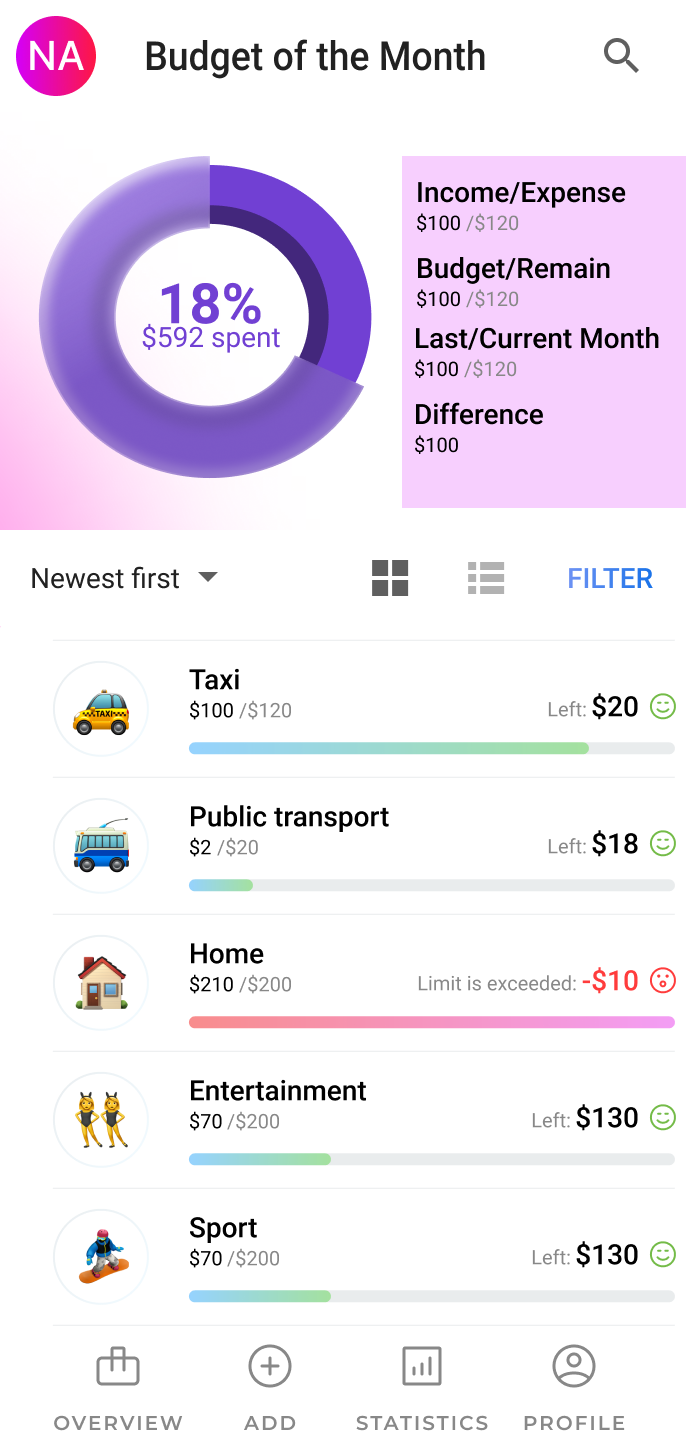 NA
Budget of the Month
18%
$592 spent
Income/Expense
$100 /$120
Budget/Remain
$100 /$120
Last/Current Month
$100 /$120
Difference
$100
Newest first
FILTER
TAXI
Taxi
$100 /$120
Left: $20
Public transport
$2 /$20
Left: $18
Home
$210 /$200
Limit is exceeded: -$10
Entertainment
$70 /$200
Left: $130
Sport
$70 /$200
Left: $130
OVERVIEW
ADD
STATISTICS
PROFILE